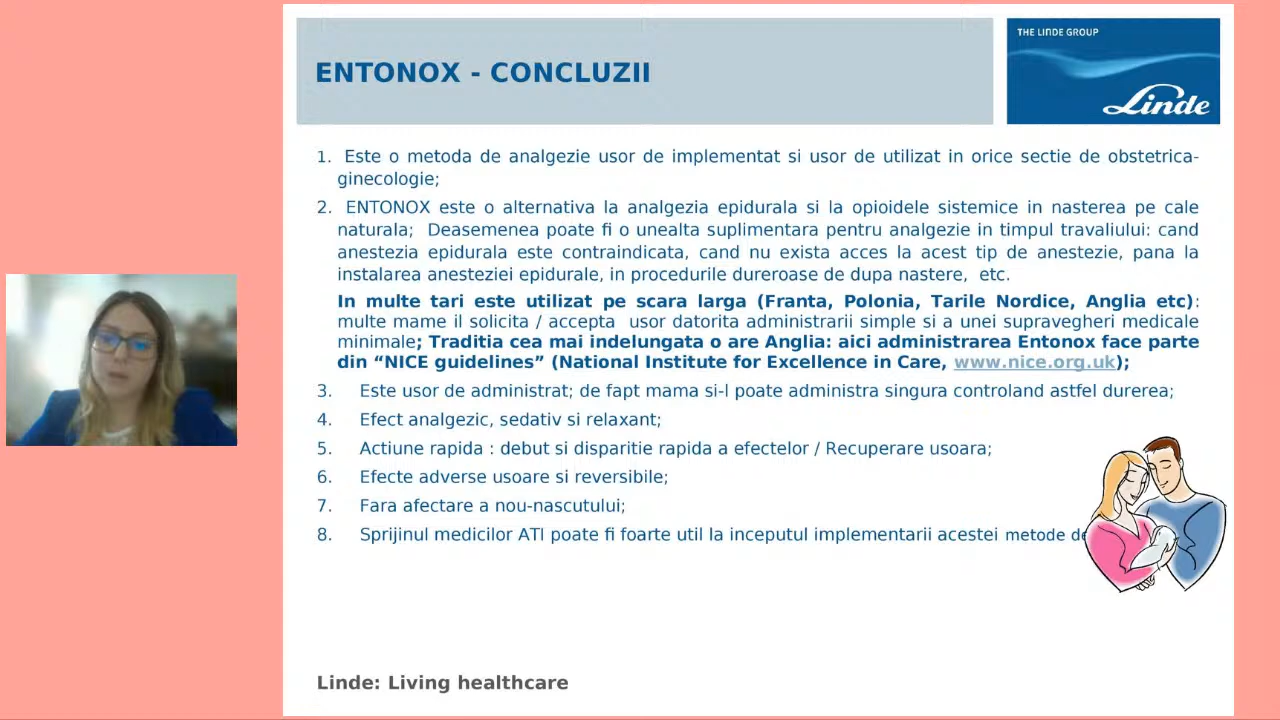 ENTONOX - CONCLUZII
THE LINDE GROUP
Linde
1. Este o metoda de analgezie usor de implementat si usor de utilizat in orice sectie de obstetrica-
ginecologie;
2. ENTONOX este o alternativa la analgezia epidurala si la opioidele sistemice in nasterea pe cale
naturala; Deasemenea poate fi o unealta suplimentara pentru analgezie in timpul travaliului: cand
anestezia epidurala este contraindicata, cand nu exista acces la acest tip de anestezie, pana la
instalarea anesteziei epidurale, in procedurile dureroase de dupa nastere, etc.
In multe tari este utilizat pe scara larga (Franta, Polonia, Tarile Nordice, Anglia etc):
multe mame il solicita / accepta usor datorita administrarii simple si a unei supravegheri medicale
minimale; Traditia cea mai indelungata o are Anglia: aici administrarea Entonox face parte
din “NICE guidelines” (National Institute for Excellence in Care, www.nice.org.uk);
3. Este usor de administrat; de fapt mama si-l poate administra singura controland astfel durerea;
4. Efect analgezic, sedativ si relaxant;
5. Actiune rapida : debut si disparitie rapida a efectelor / Recuperare usoara;
6. Efecte adverse usoare si reversibile;
7. Fara afectare a nou-nascutului;
8. Sprijinul medicilor ATI poate fi foarte util la inceputul implementarii acestei metode de
Linde: Living healthcare